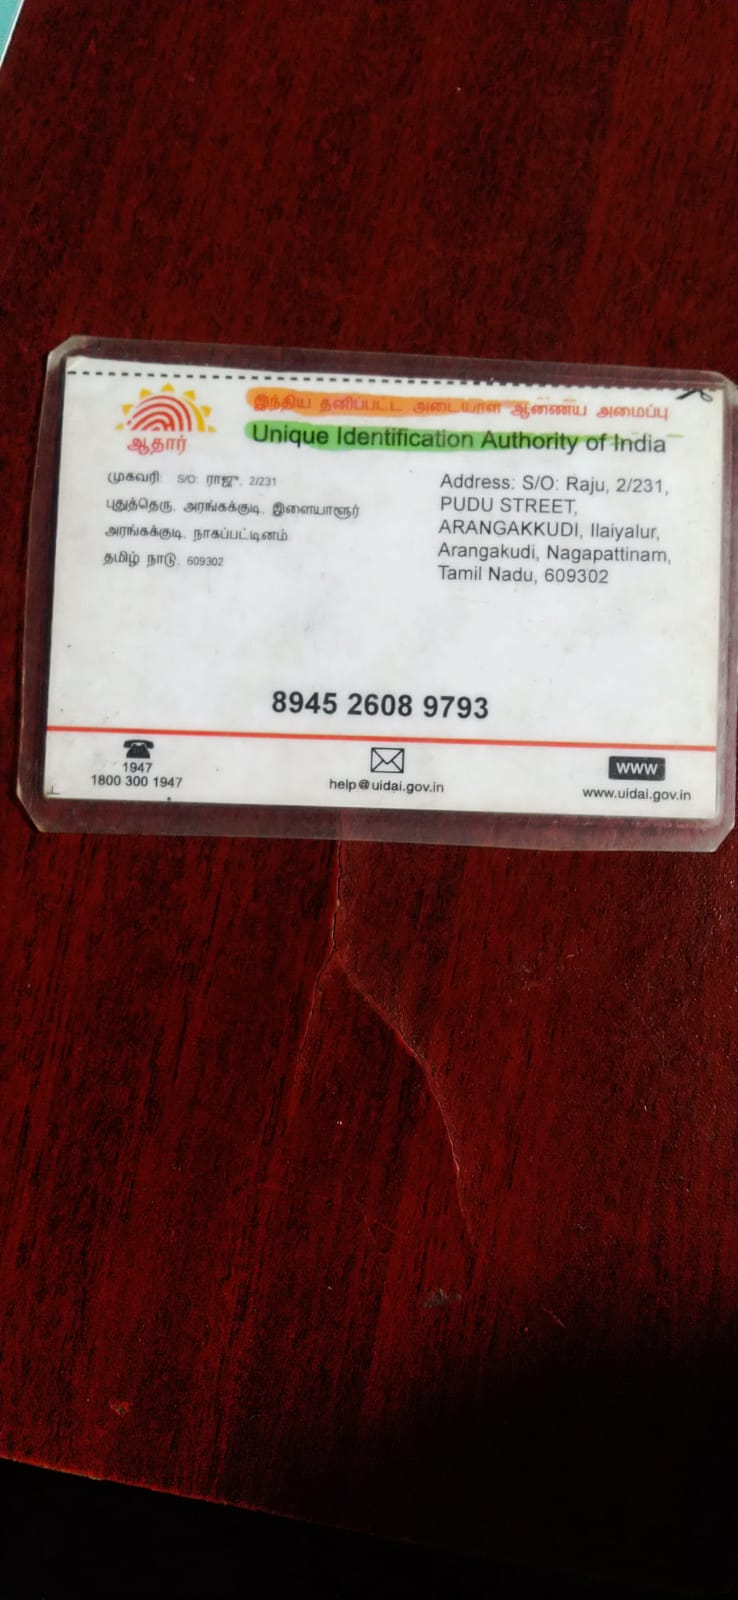 இந்திய தனிப்பட்ட அடையாள ஆணைய அமைப்பு
Unique Identification Authority of India
ஆதார்
முகவரி: S/O: ராஜு, 2/231
புதுத்தெரு, அரங்கக்குடி, இளையாளூர்
அரங்கக்குடி, நாகப்பட்டினம்
தமிழ் நாடு, 609302
Address: S/O: Raju, 2/231,
PUDU STREET,
ARANGAKKUDI, Ilaiyalur,
Arangakudi, Nagapattinam,
Tamil Nadu, 609302
8945 2608 9793
1947
1800 300 1947
help@uidai.gov.in
WWW
www.uidai.gov.in